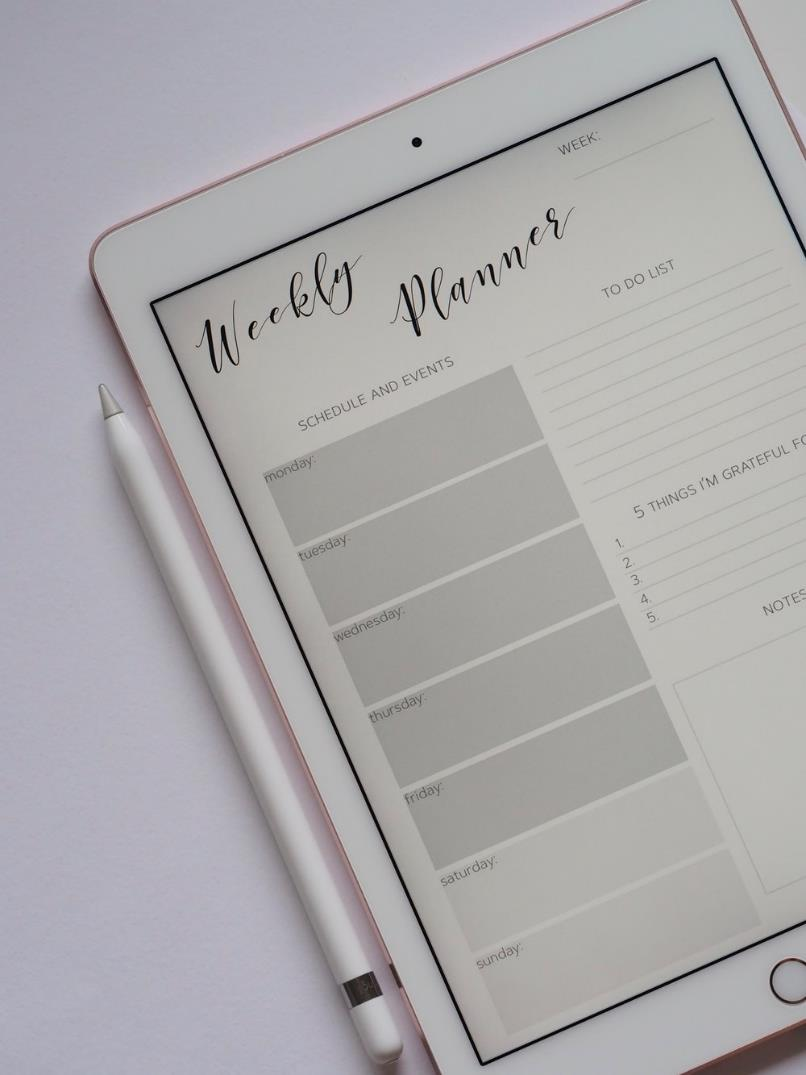 WEEK:
Weekly Planner
SCHEDULE AND EVENTS
monday:
tuesday:
wednesday:
thursday:
friday:
saturday:
sunday:
TO DO LIST
5 THINGS I'M GRATEFUL FO
1.
2.
3.
4.
5.
NOTES